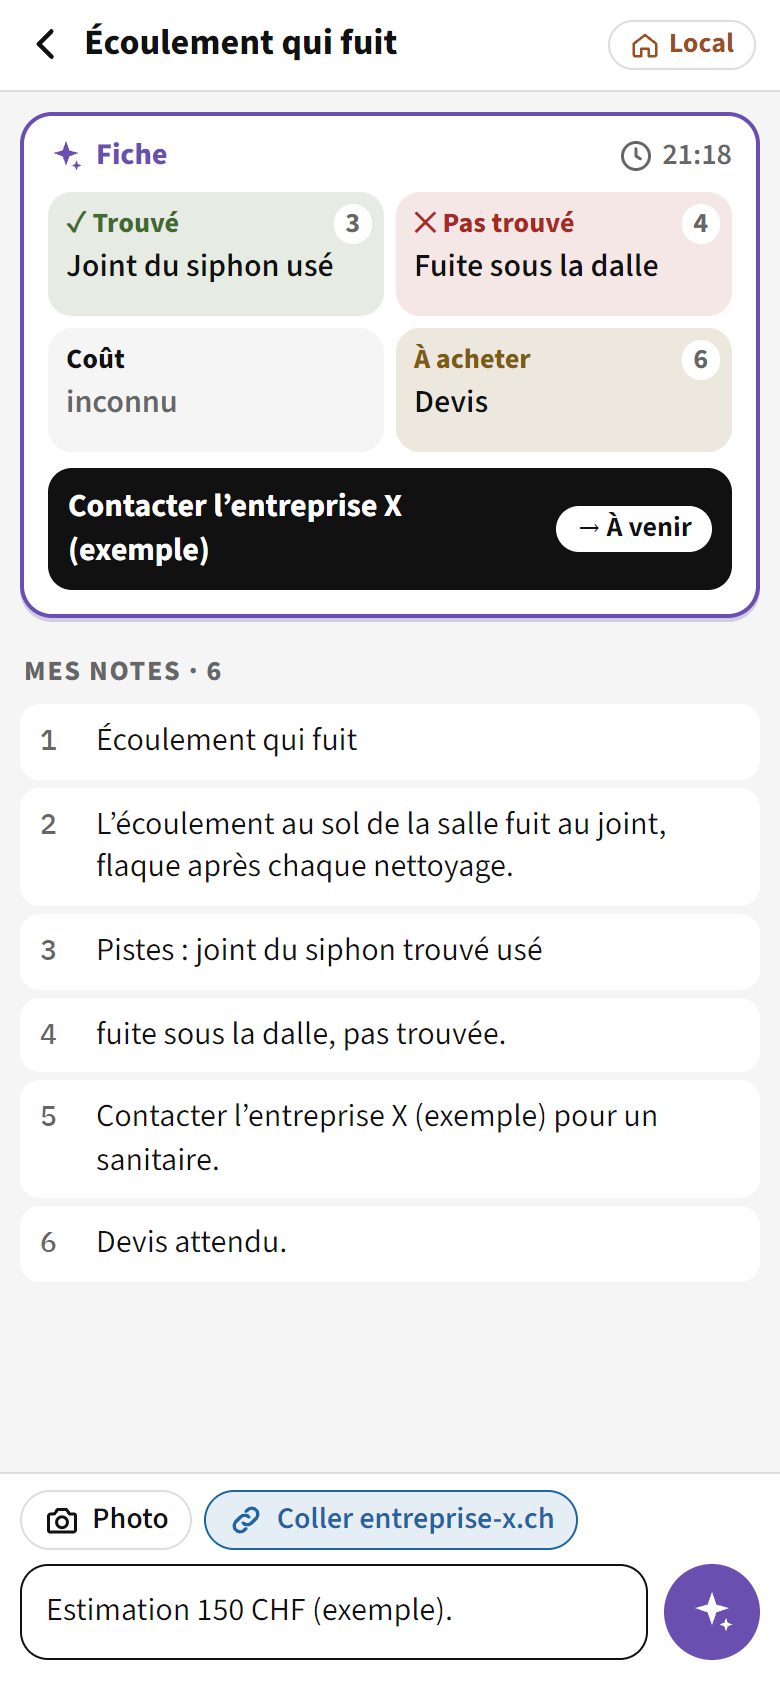 Écoulement qui fuit
Local
Fiche
21:18
✓ Trouvé
3
Joint du siphon usé
✕ Pas trouvé
4
Fuite sous la dalle
Coût
inconnu
À acheter
6
Devis
Contacter l’entreprise X
(exemple)
→ À venir
MES NOTES · 6
1 Écoulement qui fuit
2 L’écoulement au sol de la salle fuit au joint,
flaque après chaque nettoyage.
3 Pistes : joint du siphon trouvé usé
4 fuite sous la dalle, pas trouvée.
5 Contacter l’entreprise X (exemple) pour un
sanitaire.
6 Devis attendu.
Photo
Coller entreprise-x.ch
Estimation 150 CHF (exemple).